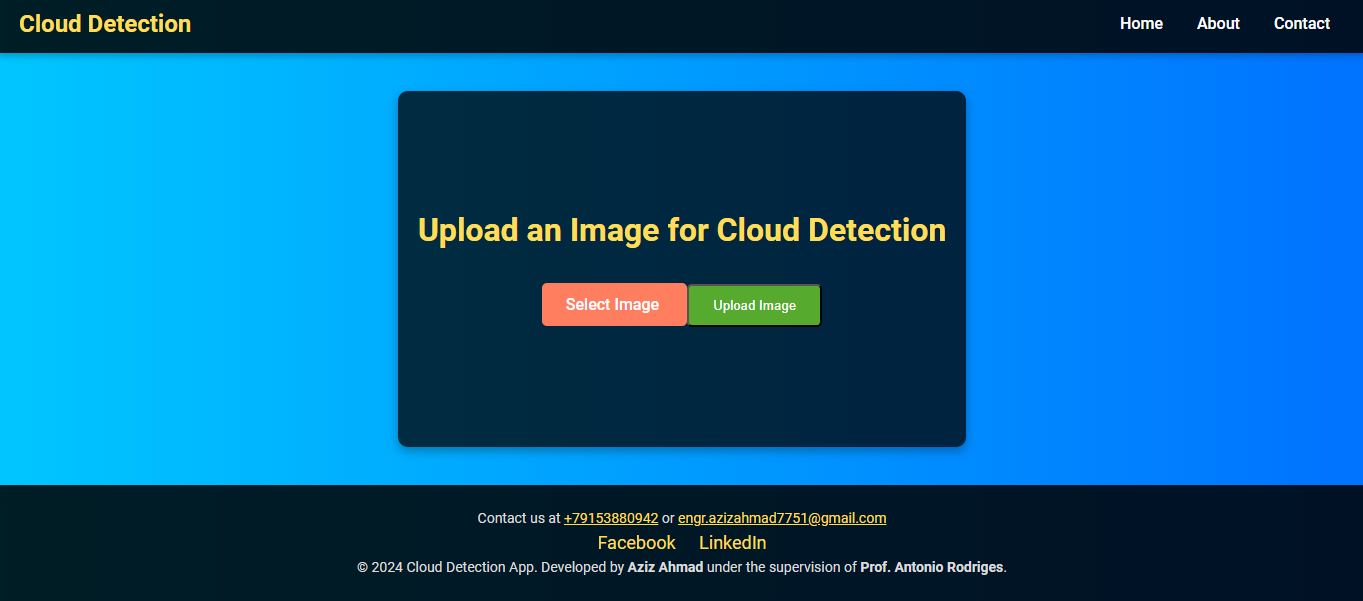 Cloud Detection
Home About Contact
Upload an Image for Cloud Detection
Select Image Upload Image
Contact us at +79153880942 or engr.azizahmad7751@gmail.com
Facebook LinkedIn
© 2024 Cloud Detection App. Developed by Aziz Ahmad under the supervision of Prof. Antonio Rodriges.